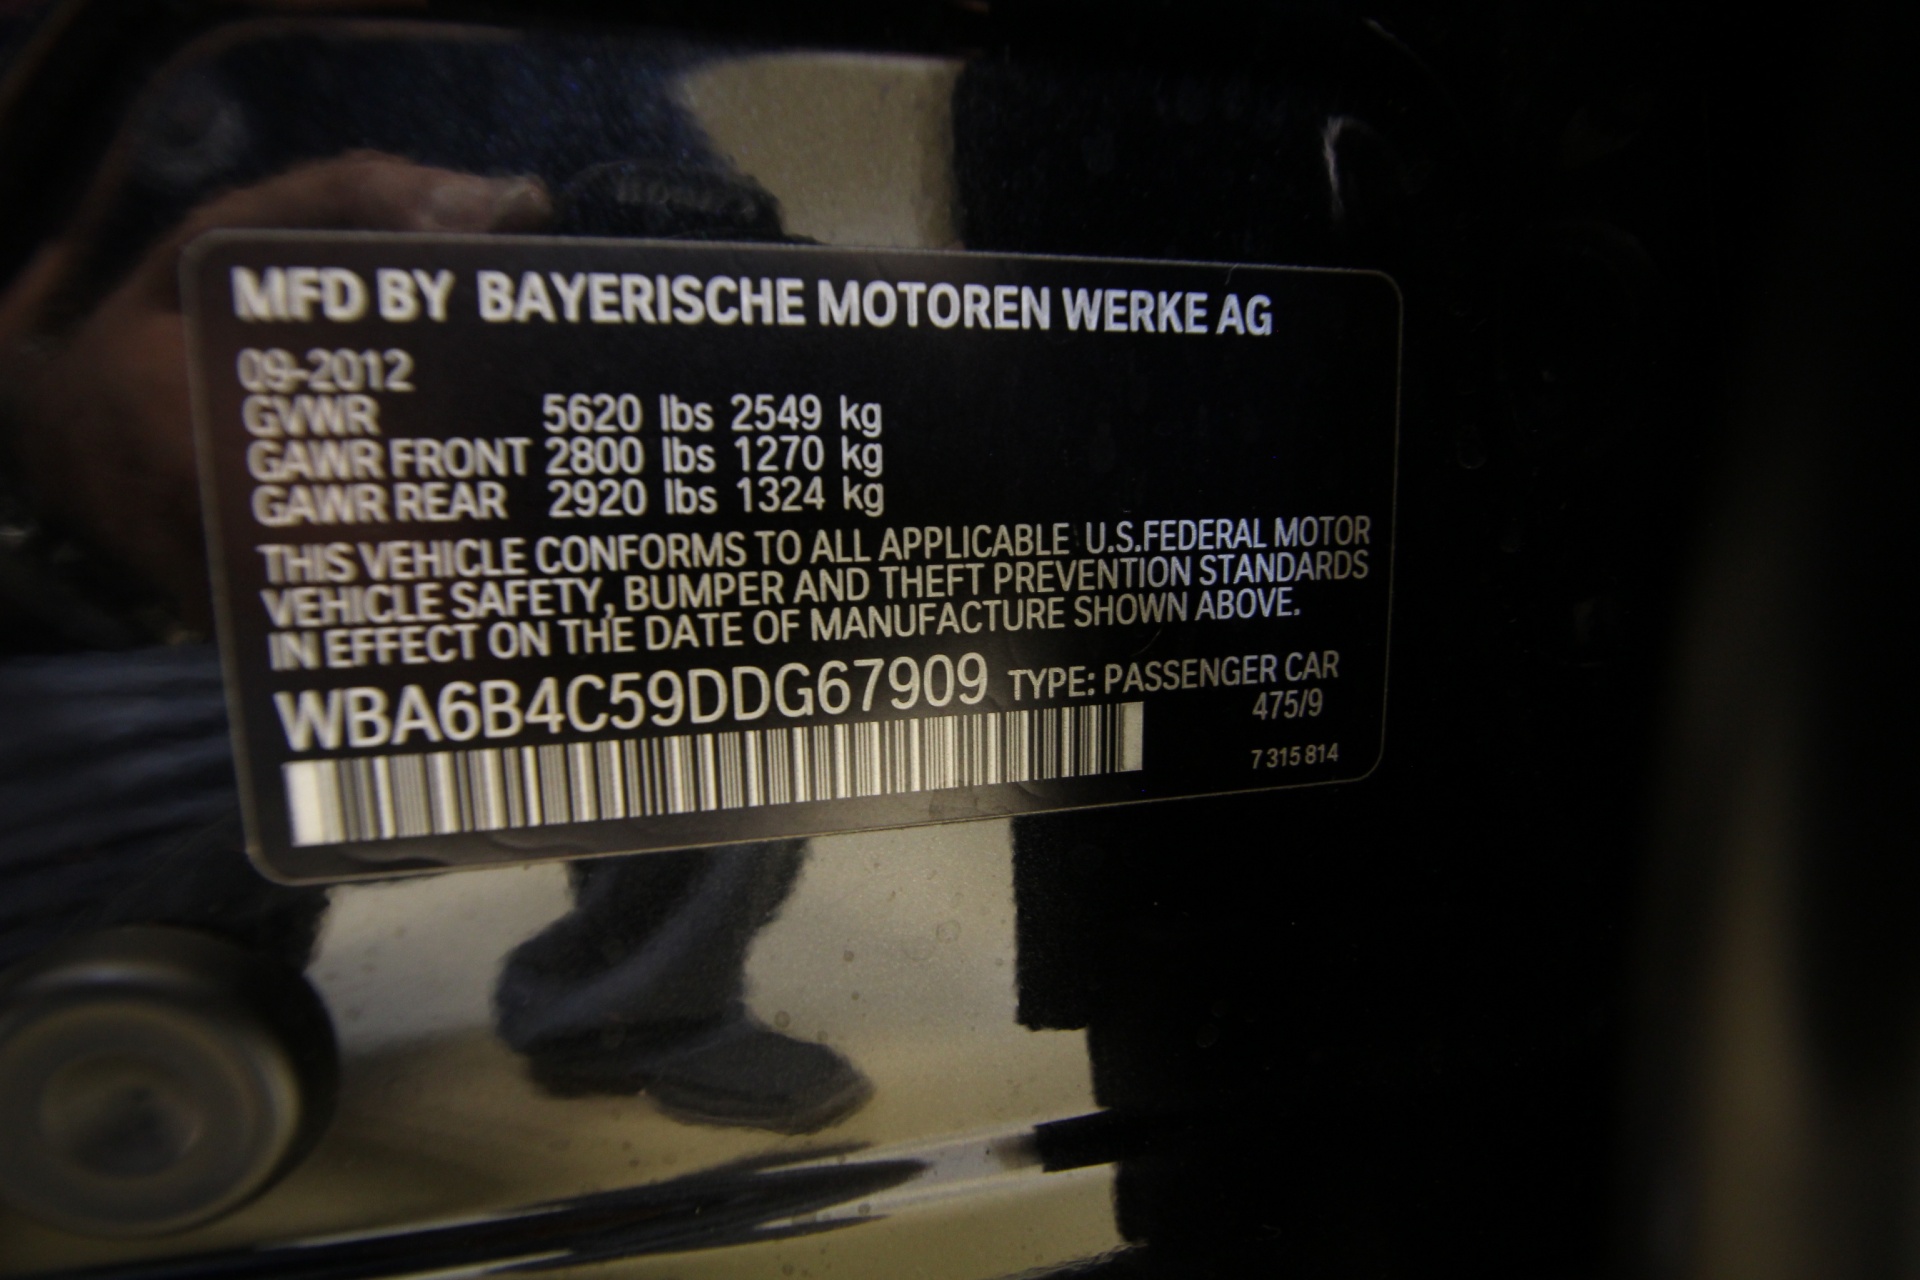 MFD BY BAYERISCHE MOTOREN WERKE AG
09-2012
GVWR 5620 lbs 2549 kg
GAWR FRONT 2800 lbs 1270 kg
GAWR REAR 2920 lbs 1324 kg
THIS VEHICLE CONFORMS TO ALL APPLICABLE U.S.FEDERAL MOTOR
VEHICLE SAFETY, BUMPER AND THEFT PREVENTION STANDARDS
IN EFFECT ON THE DATE OF MANUFACTURE SHOWN ABOVE.
WBA6B4C59DDG67909 TYPE: PASSENGER CAR
475/9
7 315 814